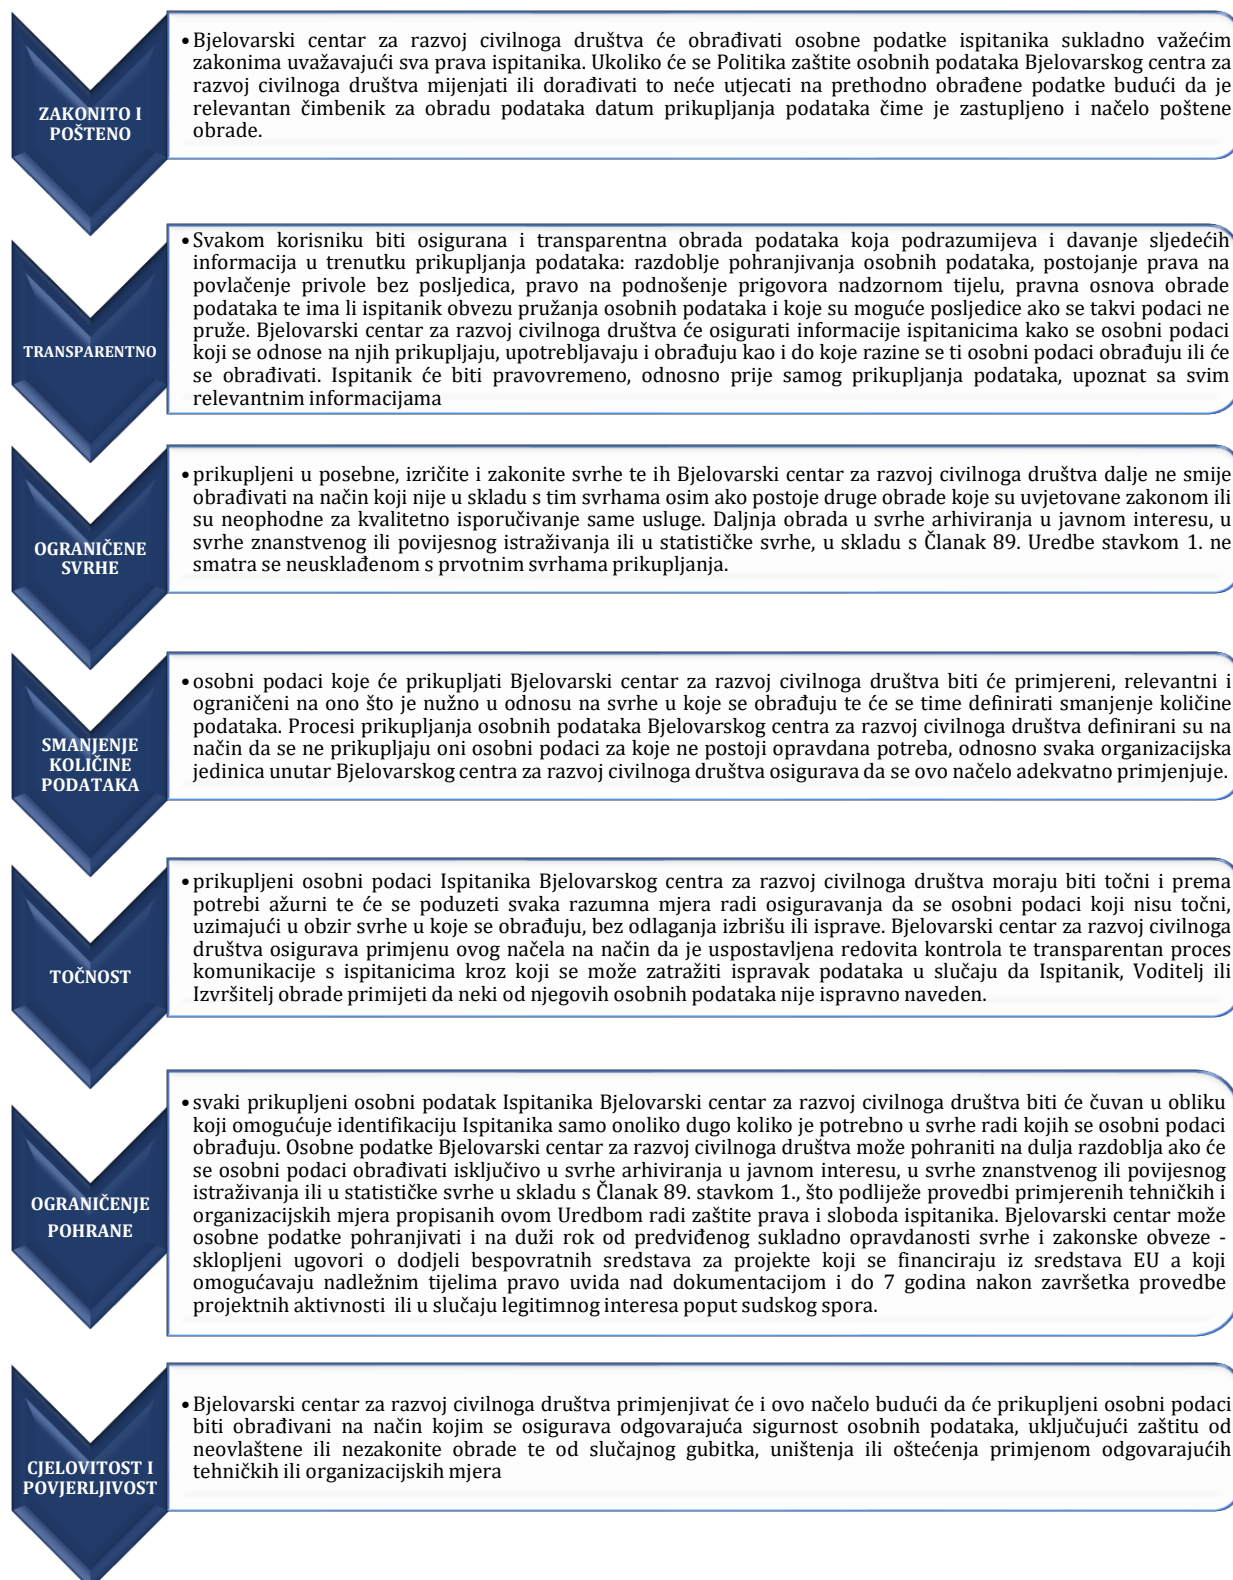 ZAKONITO I
POŠTENO
•Bjelovarski centar za razvoj civilnoga društva će obrađivati osobne podatke ispitanika sukladno važećim
zakonima uvažavajući sva prava ispitanika. Ukoliko će se Politika zaštite osobnih podataka Bjelovarskog centra za
razvoj civilnoga društva mijenjati ili dorađivati to neće utjecati na prethodno obrađene podatke budući da je
relevantan čimbenik za obradu podataka datum prikupljanja podataka čime je zastupljeno i načelo poštene
obrade.
TRANSPARENTNO
•Svakom korisniku biti osigurana i transparentna obrada podataka koja podrazumijeva i davanje sljedećih
informacija u trenutku prikupljanja podataka: razdoblje pohranjivanja osobnih podataka, postojanje prava na
povlačenje privole bez posljedica, pravo na podnošenje prigovora nadzornom tijelu, pravna osnova obrade
podataka te ima li ispitanik obvezu pružanja osobnih podataka i koje su moguće posljedice ako se takvi podaci ne
pruže. Bjelovarski centar za razvoj civilnoga društva će osigurati informacije ispitanicima kako se osobni podaci
koji se odnose na njih prikupljaju, upotrebljavaju i obrađuju kao i do koje razine se ti osobni podaci obrađuju ili će
se obrađivati. Ispitanik će biti pravovremeno, odnosno prije samog prikupljanja podataka, upoznat sa svim
relevantnim informacijama
OGRANIČENE
SVRHE
•prikupljeni u posebne, izričite i zakonite svrhe te ih Bjelovarski centar za razvoj civilnoga društva dalje ne smije
obrađivati na način koji nije u skladu s tim svrhama osim ako postoje druge obrade koje su uvjetovane zakonom ili
su neophodne za kvalitetno isporučivanje same usluge. Daljnja obrada u svrhe arhiviranja u javnom interesu, u
svrhe znanstvenog ili povijesnog istraživanja ili u statističke svrhe, u skladu s Članak 89. Uredbe stavkom 1. ne
smatra se neusklađenom s prvotnim svrhama prikupljanja.
SMANJENJE
KOLIČINE
PODATAKA
•osobni podaci koje će prikupljati Bjelovarski centar za razvoj civilnoga društva biti će primjereni, relevantni i
ograničeni na ono što je nužno u odnosu na svrhe u koje se obrađuju te će se time definirati smanjenje količine
podataka. Procesi prikupljanja osobnih podataka Bjelovarskog centra za razvoj civilnoga društva definirani su na
način da se ne prikupljaju oni osobni podaci za koje ne postoji opravdana potreba, odnosno svaka organizacijska
jedinica unutar Bjelovarskog centra za razvoj civilnoga društva osigurava da se ovo načelo adekvatno primjenjuje.
TOČNOST
•prikupljeni osobni podaci Ispitanika Bjelovarskog centra za razvoj civilnoga društva moraju biti točni i prema
potrebi ažurni te će se poduzeti svaka razumna mjera radi osiguravanja da se osobni podaci koji nisu točni,
uzimajući u obzir svrhe u koje se obrađuju, bez odlaganja izbrišu ili isprave. Bjelovarski centar za razvoj civilnoga
društva osigurava primjenu ovog načela na način da je uspostavljena redovita kontrola te transparentan proces
komunikacije s ispitanicima kroz koji se može zatražiti ispravak podataka u slučaju da Ispitanik, Voditelj ili
Izvršitelj obrade primijeti da neki od njegovih osobnih podataka nije ispravno naveden.
OGRANIČENJE
POHRANE
•svaki prikupljeni osobni podatak Ispitanika Bjelovarski centar za razvoj civilnoga društva biti će čuvan u obliku
koji omogućuje identifikaciju Ispitanika samo onoliko dugo koliko je potrebno u svrhe radi kojih se osobni podaci
obrađuju. Osobne podatke Bjelovarski centar za razvoj civilnoga društva može pohraniti na dulja razdoblja ako će
se osobni podaci obrađivati isključivo u svrhe arhiviranja u javnom interesu, u svrhe znanstvenog ili povijesnog
istraživanja ili u statističke svrhe u skladu s Članak 89. stavkom 1., što podliježe provedbi primjerenih tehničkih i
organizacijskih mjera propisanih ovom Uredbom radi zaštite prava i sloboda ispitanika. Bjelovarski centar može
osobne podatke pohranjivati i na duži rok od predviđenog sukladno opravdanosti svrhe i zakonske obveze -
sklopljeni ugovori o dodjeli bespovratnih sredstava za projekte koji se financiraju iz sredstava EU a koji
omogućavaju nadležnim tijelima pravo uvida nad dokumentacijom i do 7 godina nakon završetka provedbe
projektnih aktivnosti ili u slučaju legitimnog interesa poput sudskog spora.
CJELOVITOST I
POVJERLJIVOST
•Bjelovarski centar za razvoj civilnoga društva primjenjivat će i ovo načelo budući da će prikupljeni osobni podaci
biti obrađivani na način kojim se osigurava odgovarajuća sigurnost osobnih podataka, uključujući zaštitu od
neovlaštene ili nezakonite obrade te od slučajnog gubitka, uništenja ili oštećenja primjenom odgovarajućih
tehničkih ili organizacijskih mjera